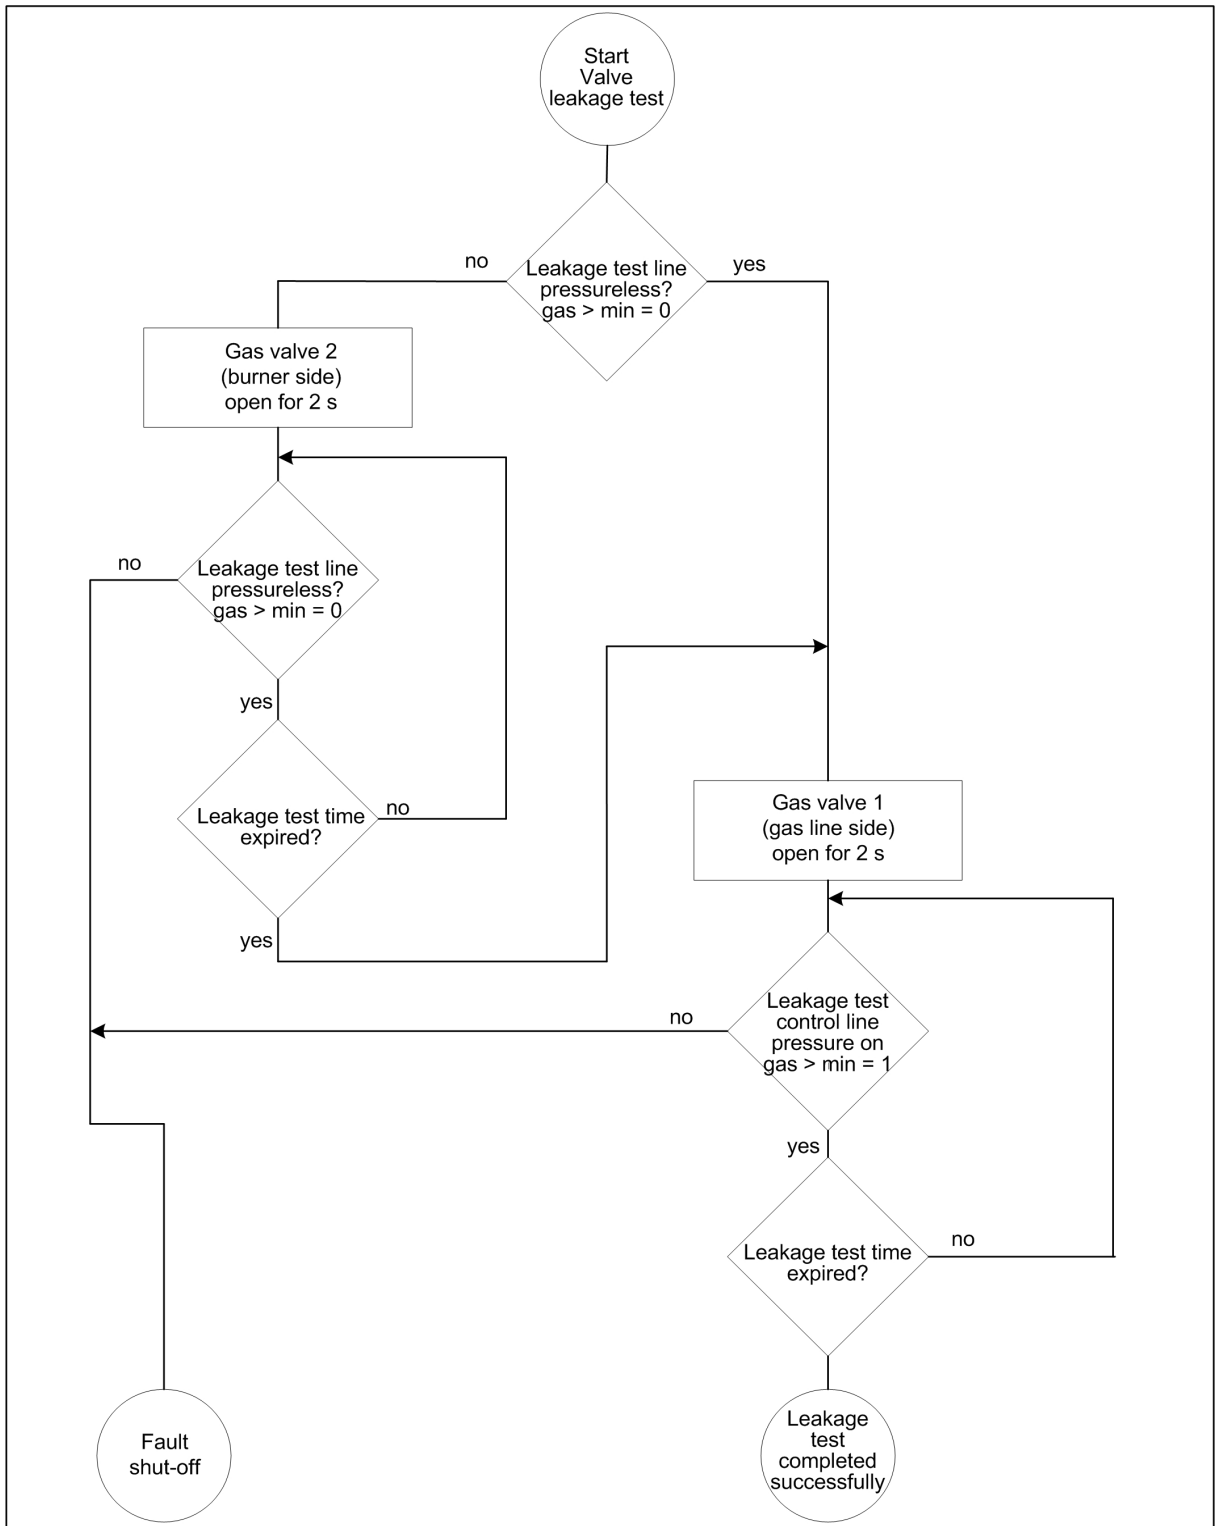 Start
Valve
leakage test
no
yes
Leakage test line
pressureless?
gas > min = 0
Gas valve 2
(burner side)
open for 2 s
no
Leakage test line
pressureless?
gas > min = 0
yes
Leakage test time
expired?
no
yes
Gas valve 1
(gas line side)
open for 2 s
no
Leakage test
control line
pressure on
gas > min = 1
yes
Leakage test time
expired?
no
Fault
shut-off
Leakage
test
completed
successfully